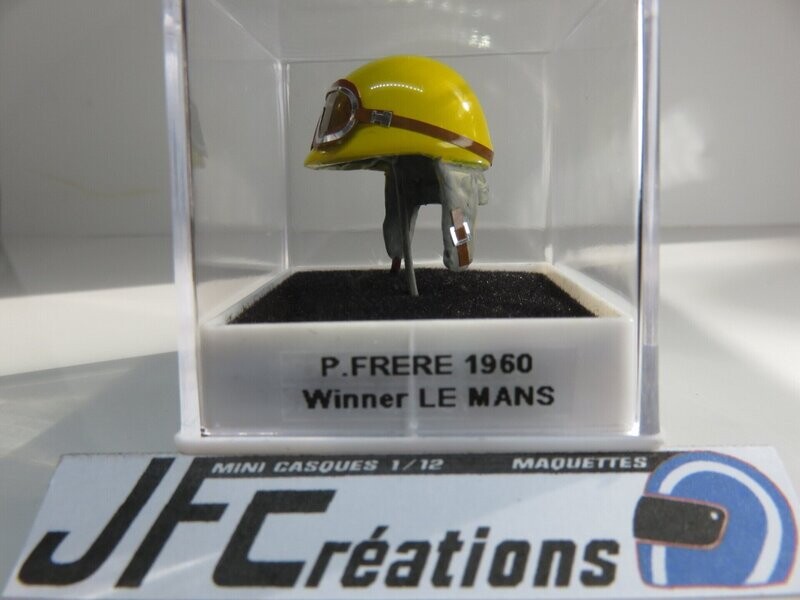 P.FRERE 1960
Winner LE MANS
MINI CASQUES 1/12 MAQUETTES
JFCréations